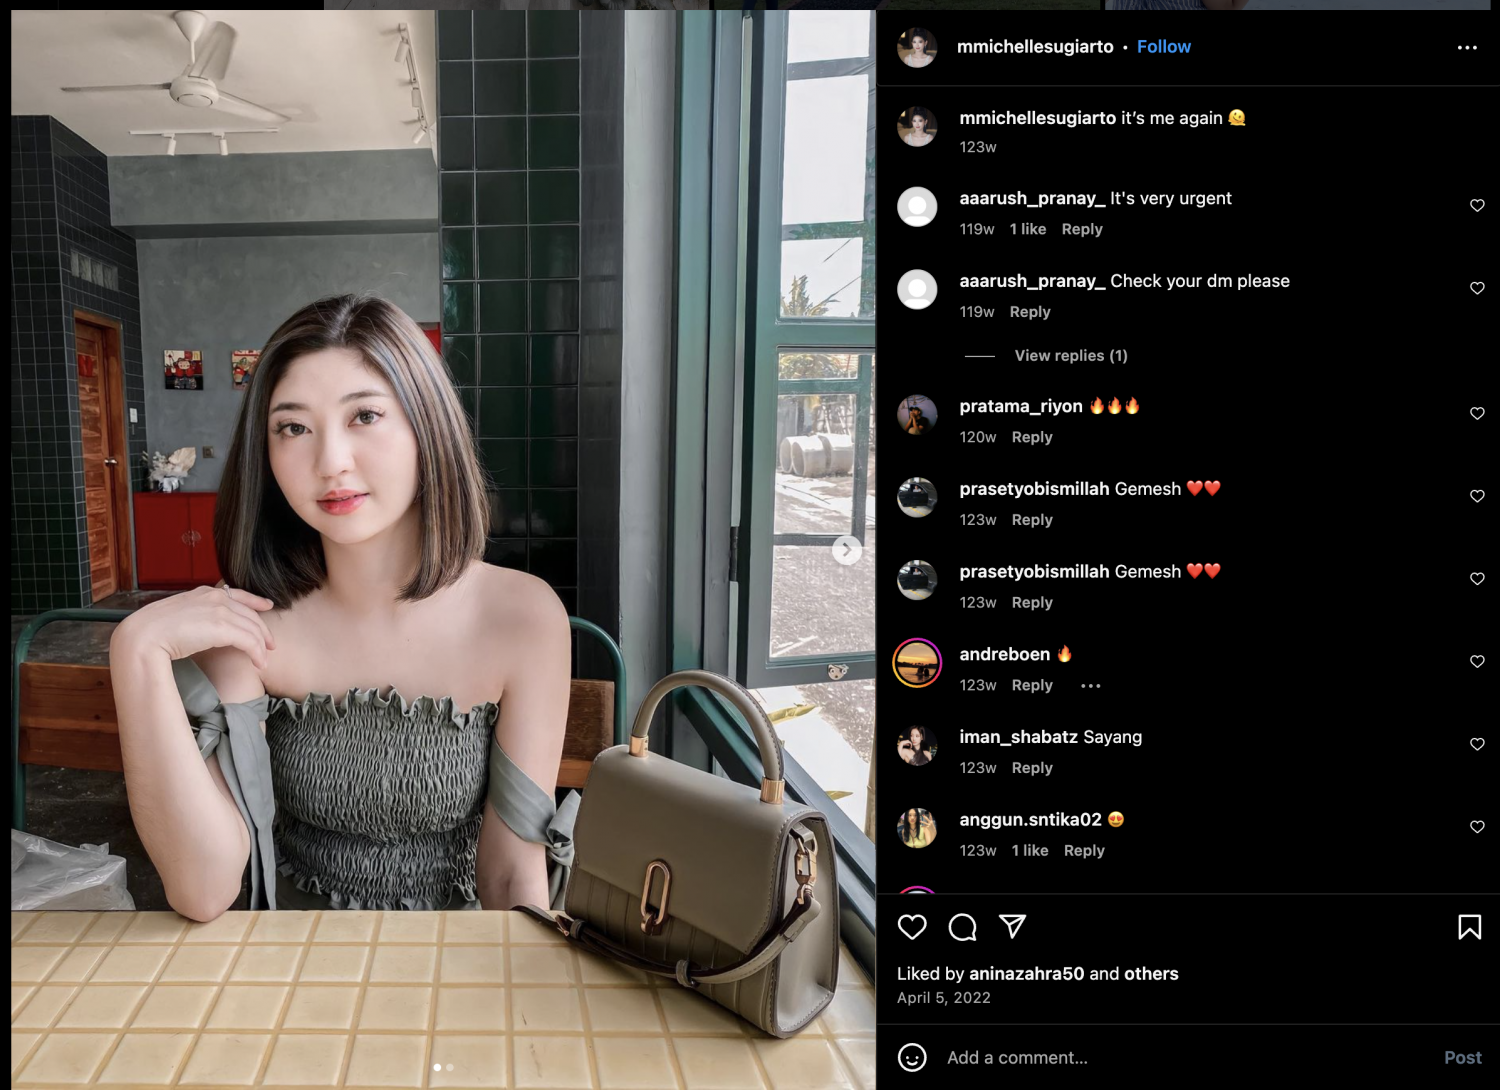 mmichellesugiarto • Follow
mmichellesugiarto it’s me again 🫠
123w
aaarush_pranay_ It's very urgent
119w 1 like Reply
aaarush_pranay_ Check your dm please
119w Reply
View replies (1)
pratama_riyon 🔥🔥🔥
120w Reply
prasetyobismillah Gemesh ❤️❤️
123w Reply
prasetyobismillah Gemesh ❤️❤️
123w Reply
andreboen 🔥
123w Reply
iman_shabatz Sayang
123w Reply
anggun.sntika02 😍
123w 1 like Reply
Liked by aninazahra50 and others
April 5, 2022
Add a comment...
Post